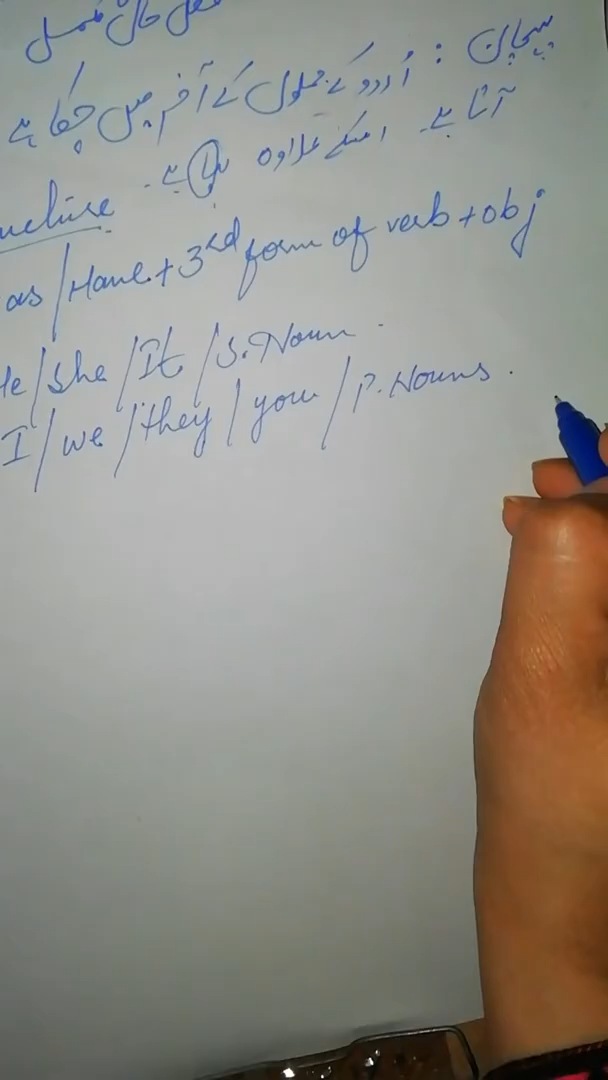 فعل حال مکمل
پہچان : اُردو کے جملوں کے آخر میں چکا ہے
آتا ہے۔ اسکے علاوہ لیا ہے۔
ucture
as / Have + 3rd form of verb + obj
He / She / It / S. Noun
I / we / they / you / P. Nouns.